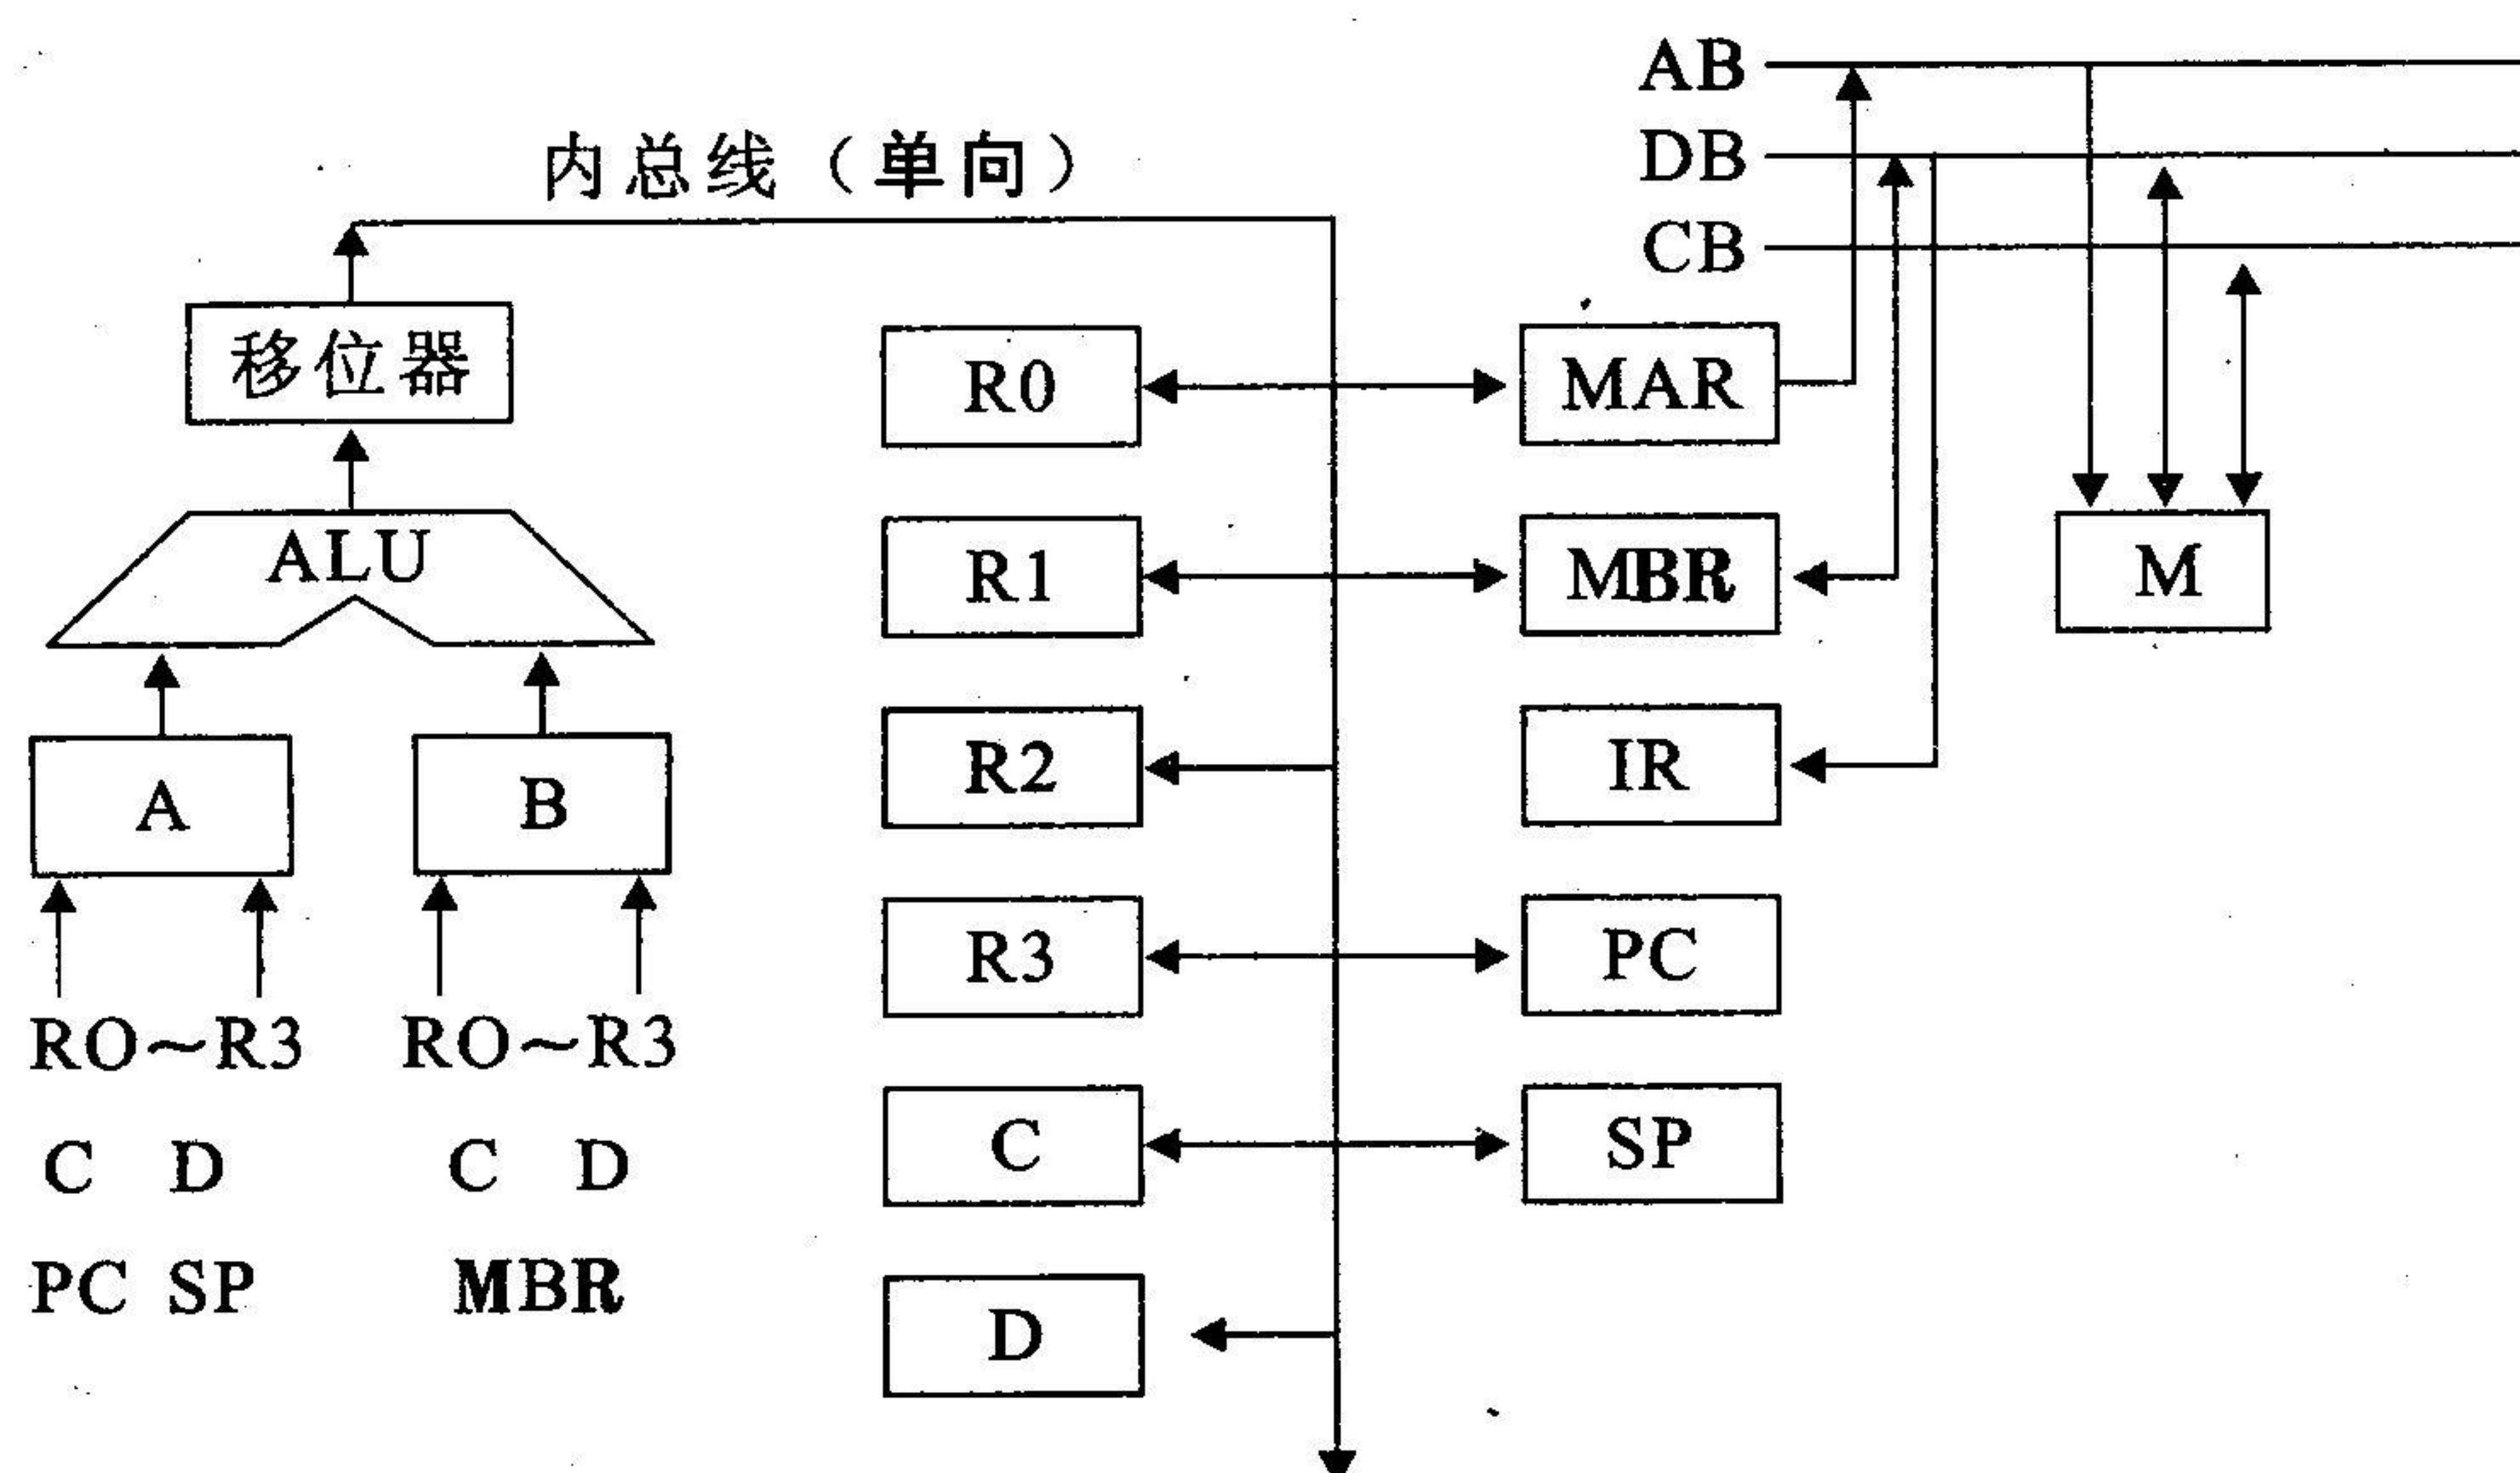 AB
DB
CB
内总线（单向）
移位器
ALU
A
B
RO～R3
RO～R3
C D
C D
PC SP
MBR
R0
R1
R2
R3
C
D
MAR
MBR
IR
PC
SP
M